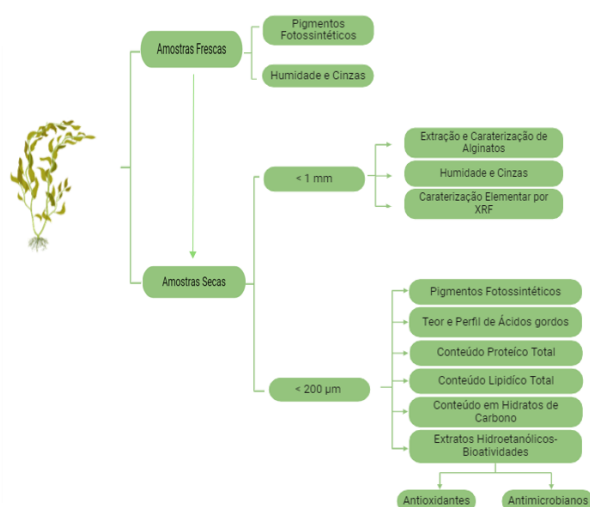 Pigmentos
Fotossintéticos
Amostras Frescas
Humidade e Cinzas
Extração e Caraterização de
Alginatos
< 1 mm
Humidade e Cinzas
Caraterização Elementar por
XRF
Amostras Secas
Pigmentos Fotossintéticos
Teor e Perfil de Ácidos gordos
Conteúdo Proteíco Total
Conteúdo Lipidíco Total
< 200 µm
Conteúdo em Hidratos de
Carbono
Extratos Hidroetanólicos-
Bioatividades
Antioxidantes
Antimicrobianos